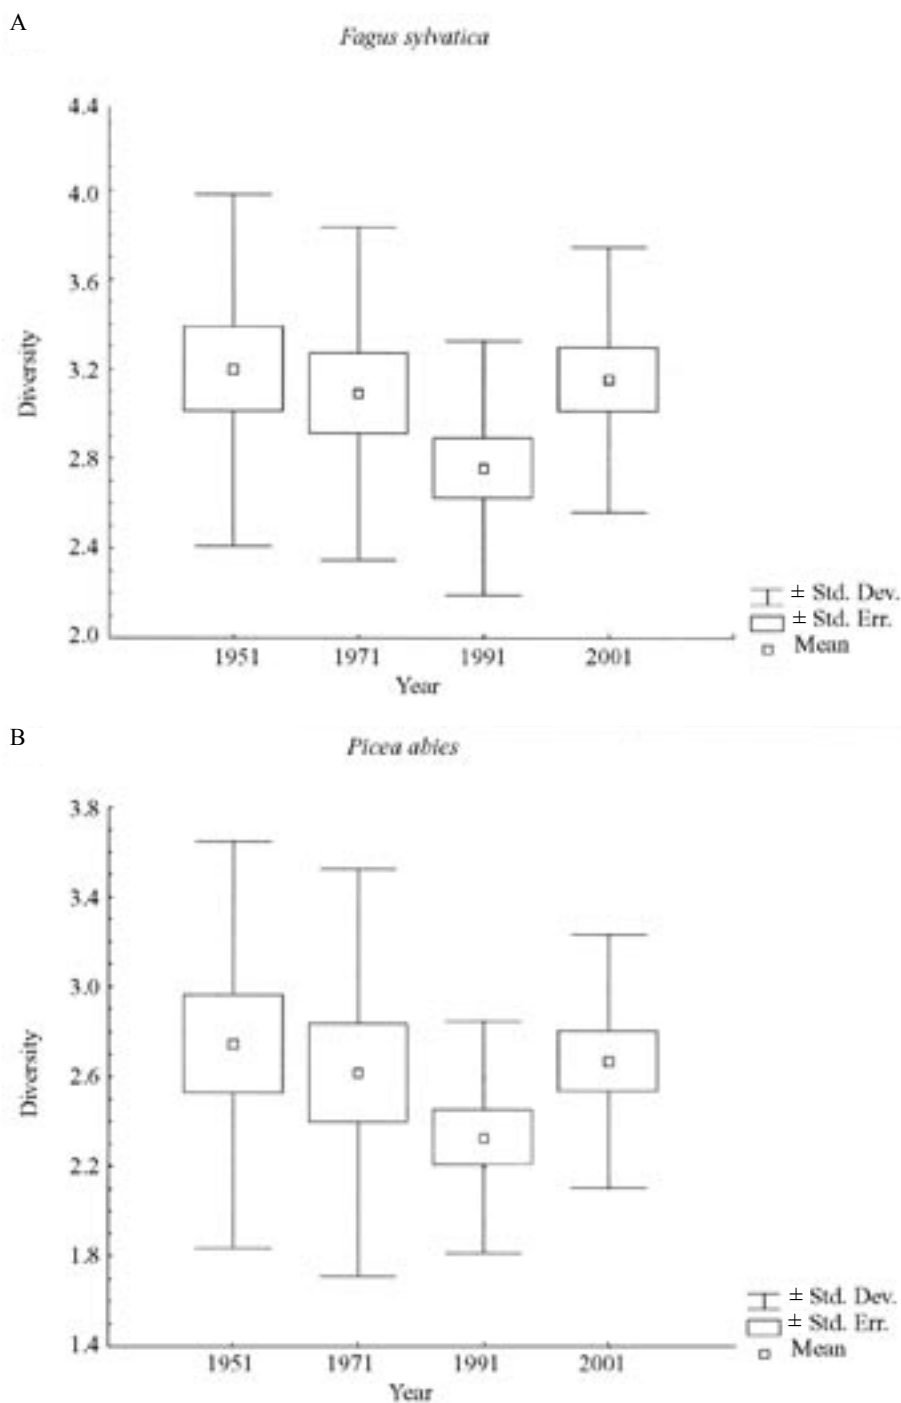 A
Fagus sylvatica
4.4
4.0
3.6
3.2
2.8
2.4
2.0
Diversity
1951 1971 1991 2001
Year
± Std. Dev.
± Std. Err.
Mean
B
Picea abies
3.8
3.4
3.0
2.6
2.2
1.8
1.4
Diversity
1951 1971 1991 2001
Year
± Std. Dev.
± Std. Err.
Mean